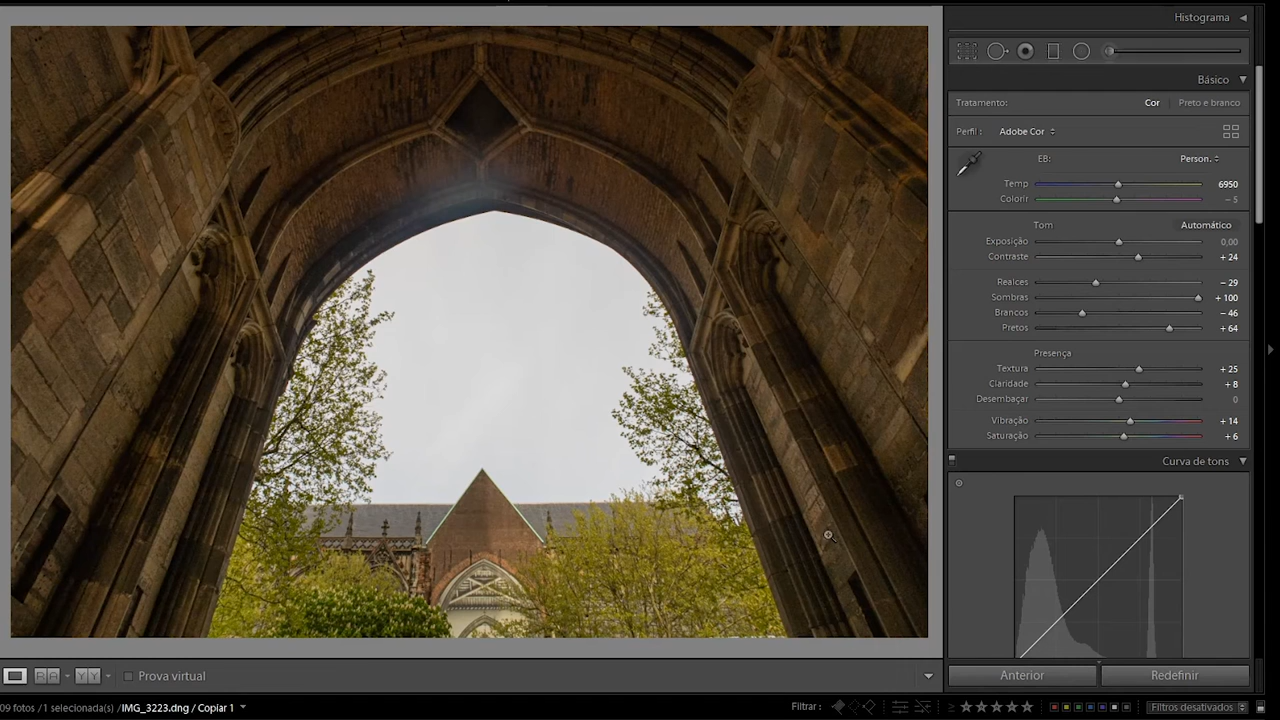 Histograma
Básico
Tratamento: Cor Preto e branco
Perfil: Adobe Cor
EB: Person.
Temp 6950
Colorir - 5
Tom Automático
Exposição 0,00
Contraste + 24
Realces - 29
Sombras + 100
Brancos - 46
Pretos + 64
Presença
Textura + 25
Claridade + 8
Desembaçar 0
Vibração + 14
Saturação + 6
Curva de tons
Anterior Redefinir
RA YY Prova virtual
09 fotos / 1 selecionada(s) / IMG_3223.dng / Copiar 1
Filtrar : Filtros desativados